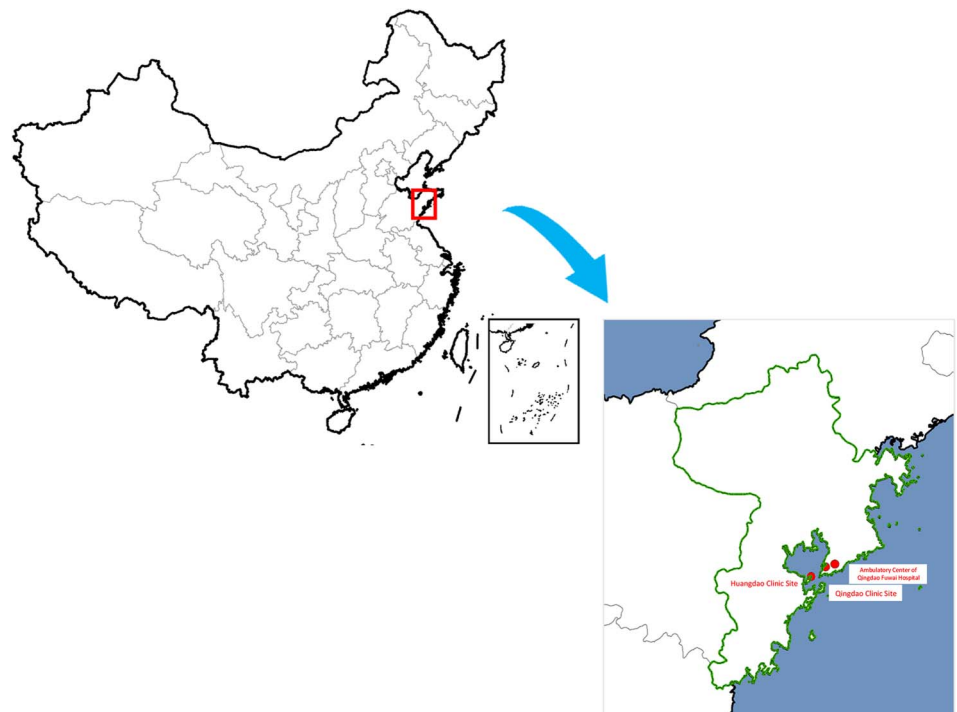 Ambulatory Center of
Qingdao Fuwai Hospital
Huangdao Clinic Site
Qingdao Clinic Site